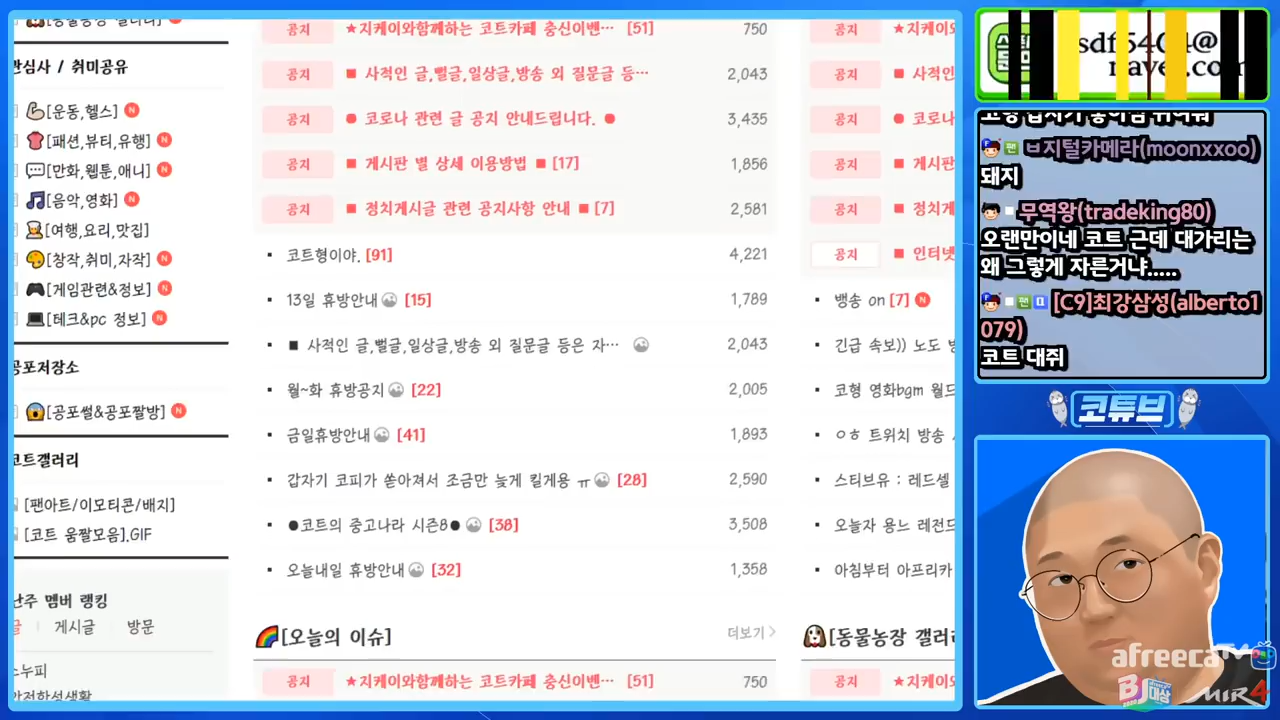 관심사 / 취미공유
[운동,헬스] N
[패션,뷰티,유행] N
[만화,웹툰,애니] N
[음악,영화] N
[여행,요리,맛집]
[창작,취미,자작] N
[게임관련&정보] N
[테크&pc 정보] N
공포저장소
[공포썰&공포짤방] N
코트갤러리
[팬아트/이모티콘/배지]
[코트 움짤모음].GIF
멤버 랭킹
게시글 방문
스누피
공지 ★지케이와함께하는 코트카페 충신이벤… [51] 750
공지 ■ 사적인 글,뻘글,일상글,방송 외 질문글 등… 2,043
공지 ● 코로나 관련 글 공지 안내드립니다. ● 3,435
공지 ■ 게시판 별 상세 이용방법 ■ [17] 1,856
공지 ■ 정치게시글 관련 공지사항 안내 ■ [7] 2,581
코트형이야. [91] 4,221
13일 휴방안내 [15] 1,789
■ 사적인 글,뻘글,일상글,방송 외 질문글 등은 자… 2,043
월~화 휴방공지 [22] 2,005
금일휴방안내 [41] 1,893
갑자기 코피가 쏟아져서 조금만 늦게 킬게용 ㅠ [28] 2,590
●코트의 중고나라 시즌8● [38] 3,508
오늘내일 휴방안내 [32] 1,358
[오늘의 이슈] 더보기
공지 ★지케이와함께하는 코트카페 충신이벤… [51] 750
공지 ★지케이와
공지 ■ 사적인
공지 ● 코로나
공지 ■ 게시판
공지 ■ 정치게
공지 ■ 인터넷
뱅송 on [7] N
긴급 속보)) 노도
코형 영화bgm 월드
ㅇㅎ 트위치 방송
스티브유 : 레드셀
오늘자 용느 레전드
아침부터 아프리카
[동물농장 갤러리
공지 ★지케이와
ㅂ지털카메라(moonxxoo)
돼지
무역왕(tradeking80)
오랜만이네 코트 근데 대가리는
왜 그렇게 자른거냐.....
팬 [C9]최강삼성(alberto1
079)
코트 대쥐
코튜브
afreecaTV
BJ대상 MIR4